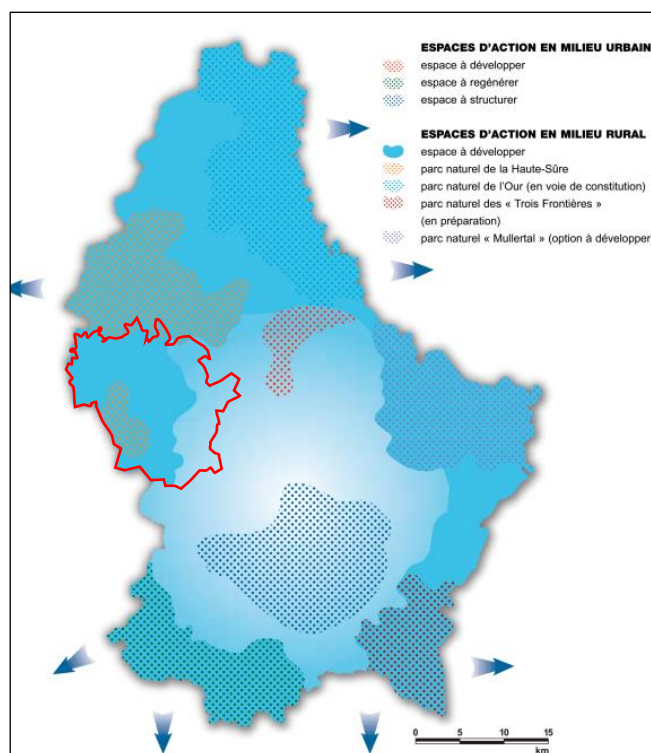 ESPACES D'ACTION EN MILIEU URBAIN
espace à développer
espace à regénérer
espace à structurer
ESPACES D'ACTION EN MILIEU RURAL
espace à développer
parc naturel de la Haute-Sûre
parc naturel de l'Our (en voie de constitution)
parc naturel des « Trois Frontières »
(en préparation)
parc naturel « Mullertal » (option à développer
0 5 10 15
km